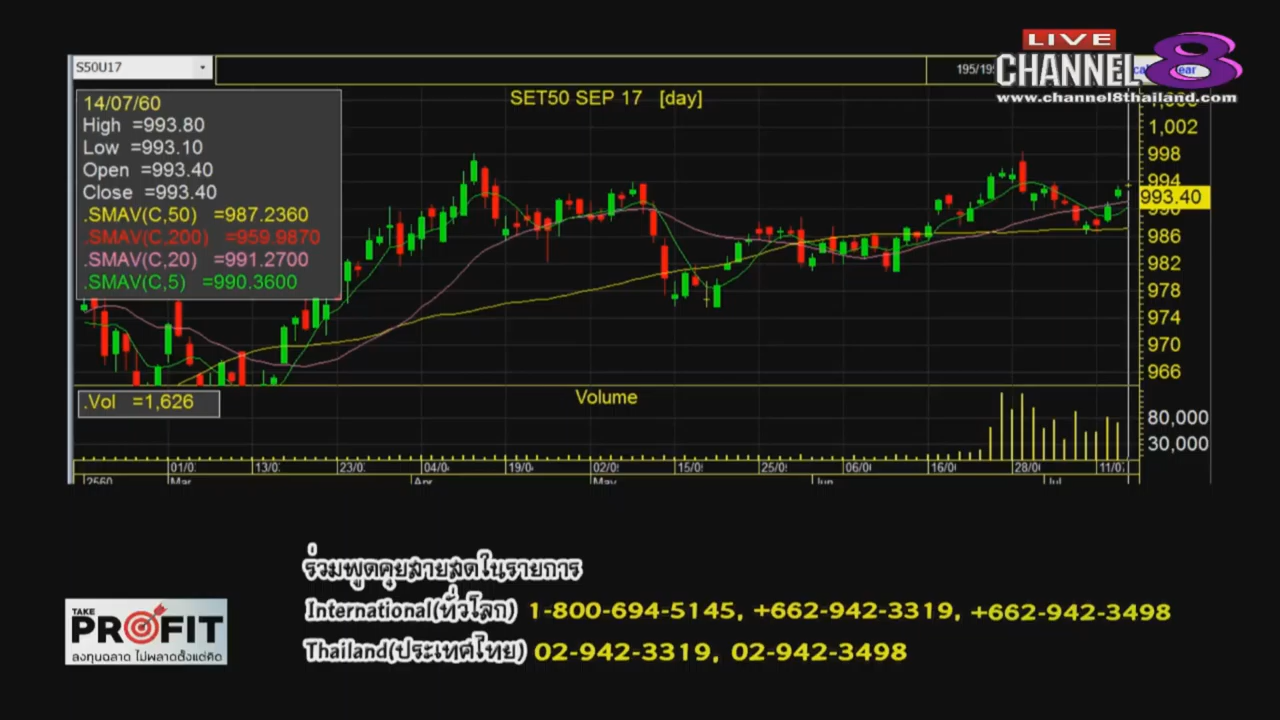 LIVE
CHANNEL 8
www.channel8thailand.com
S50U17
SET50 SEP 17 [day]
14/07/60
High =993.80
Low =993.10
Open =993.40
Close =993.40
.SMAV(C,50) =987.2360
.SMAV(C,200) =959.9870
.SMAV(C,20) =991.2700
.SMAV(C,5) =990.3600
1,002
998
994
993.40
990
986
982
978
974
970
966
.Vol =1,626
Volume
80,000
30,000
01/0 13/0 23/0 04/0 19/0 02/0 15/0 25/0 06/0 16/0 28/0 11/0
2560 Mar Apr May Jun Jul
ร่วมพูดคุยสายสดในรายการ
International(ทั่วโลก) 1-800-694-5145, +662-942-3319, +662-942-3498
Thailand(ประเทศไทย) 02-942-3319, 02-942-3498
TAKE
PROFIT
ลงทุนฉลาด ไม่พลาดตั้งแต่คิด